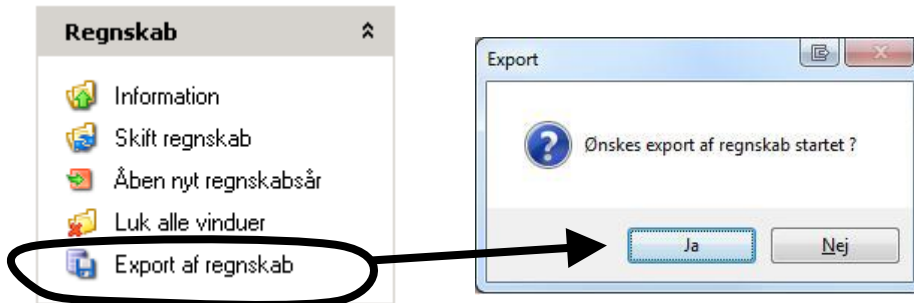 Regnskab
Information
Skift regnskab
Åben nyt regnskabsår
Luk alle vinduer
Export af regnskab
Export
Ønskes export af regnskab startet ?
Ja
Nej